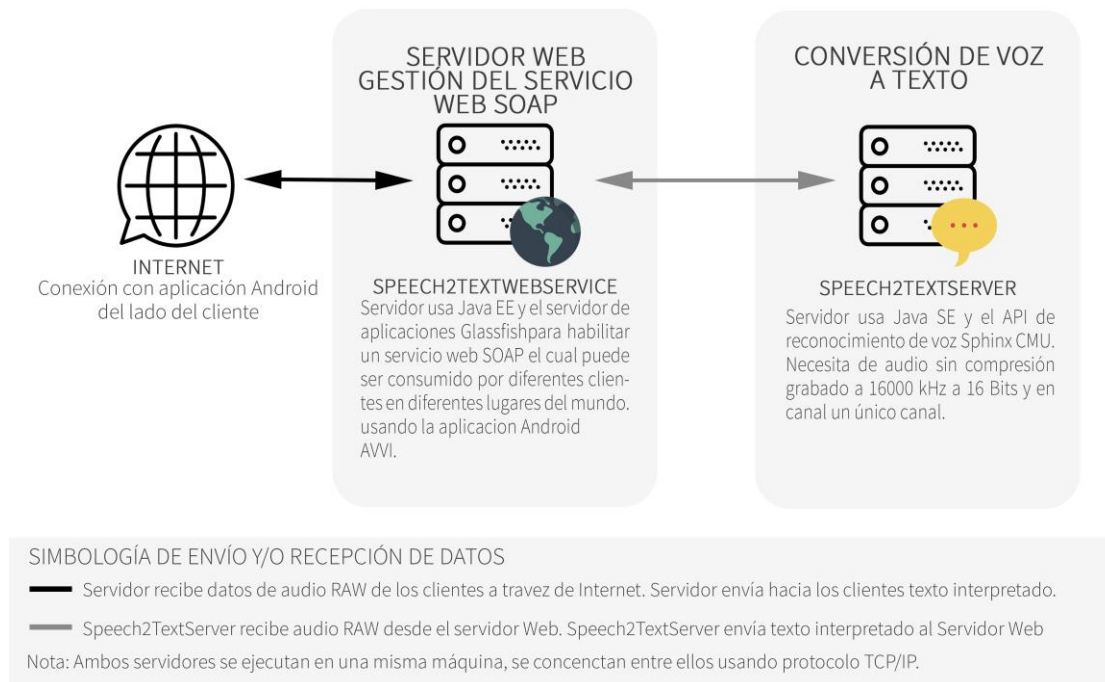 SERVIDOR WEB
GESTIÓN DEL SERVICIO
WEB SOAP
CONVERSIÓN DE VOZ
A TEXTO
INTERNET
Conexión con aplicación Android
del lado del cliente
SPEECH2TEXTWEBSERVICE
Servidor usa Java EE y el servidor de
aplicaciones Glassfishpara habilitar
un servicio web SOAP el cual puede
ser consumido por diferentes clien-
tes en diferentes lugares del mundo.
usando la aplicacion Android
AVVI.
SPEECH2TEXTSERVER
Servidor usa Java SE y el API de
reconocimiento de voz Sphinx CMU.
Necesita de audio sin compresión
grabado a 16000 kHz a 16 Bits y en
canal un único canal.
SIMBOLOGÍA DE ENVÍO Y/O RECEPCIÓN DE DATOS
Servidor recibe datos de audio RAW de los clientes a travez de Internet. Servidor envía hacia los clientes texto interpretado.
Speech2TextServer recibe audio RAW desde el servidor Web. Speech2TextServer envía texto interpretado al Servidor Web
Nota: Ambos servidores se ejecutan en una misma máquina, se concenctan entre ellos usando protocolo TCP/IP.